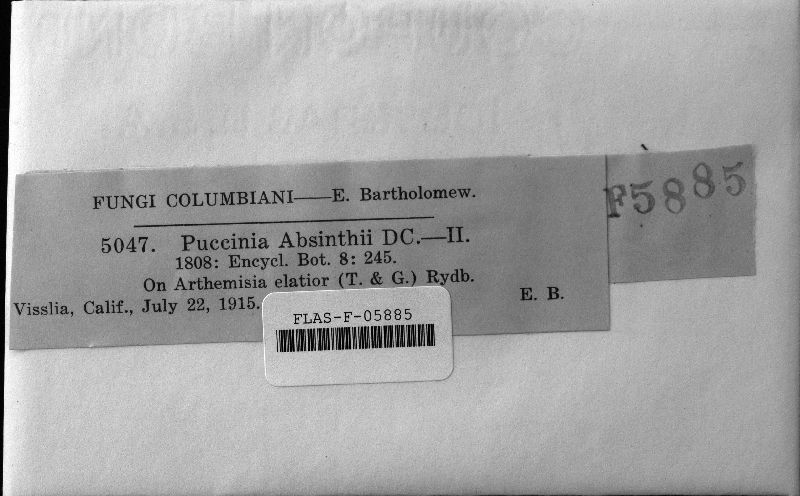 FUNGI COLUMBIANI——E. Bartholomew.
F5885
5047. Puccinia Absinthii DC.—II.
1808: Encycl. Bot. 8: 245.
On Arthemisia elatior (T. & G.) Rydb.
Visslia, Calif., July 22, 1915. E. B.
FLAS-F-05885